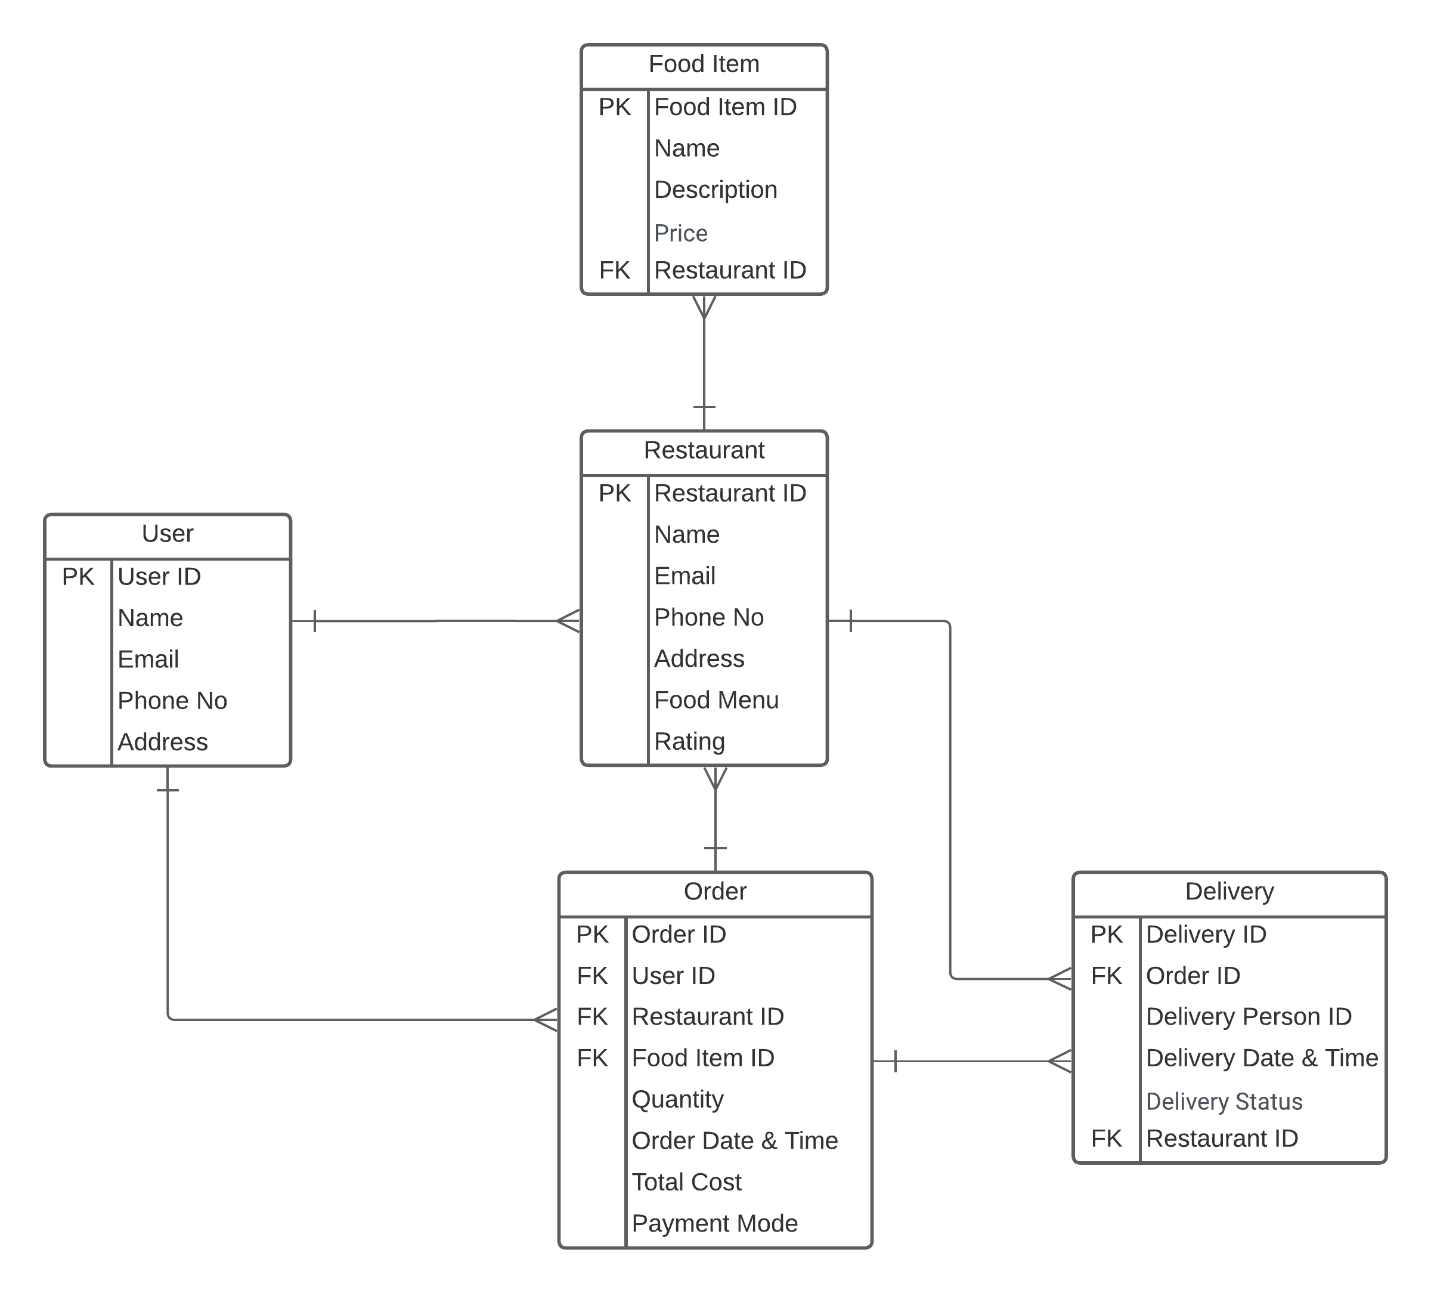 Food Item
PK Food Item ID
Name
Description
Price
FK Restaurant ID
Restaurant
PK Restaurant ID
Name
Email
Phone No
Address
Food Menu
Rating
User
PK User ID
Name
Email
Phone No
Address
Order
PK Order ID
FK User ID
FK Restaurant ID
FK Food Item ID
Quantity
Order Date & Time
Total Cost
Payment Mode
Delivery
PK Delivery ID
FK Order ID
Delivery Person ID
Delivery Date & Time
Delivery Status
FK Restaurant ID